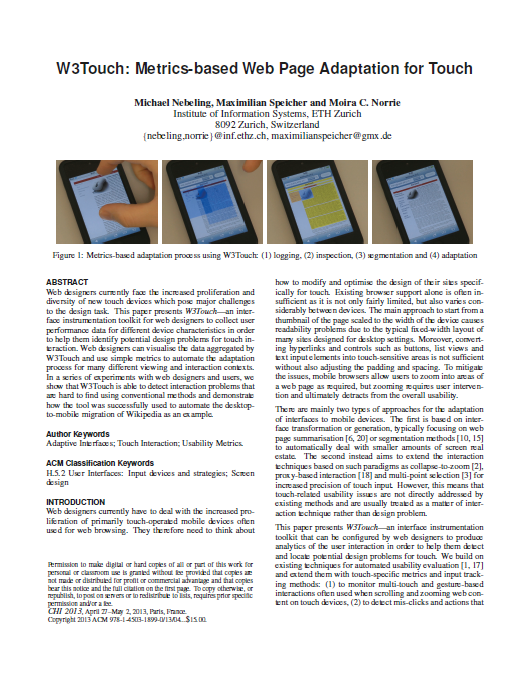 W3Touch: Metrics-based Web Page Adaptation for Touch
Michael Nebeling, Maximilian Speicher and Moira C. Norrie
Institute of Information Systems, ETH Zurich
8092 Zurich, Switzerland
{nebeling,norrie}@inf.ethz.ch, maximilianspeicher@gmx.de
Figure 1: Metrics-based adaptation process using W3Touch: (1) logging, (2) inspection, (3) segmentation and (4) adaptation
ABSTRACT
Web designers currently face the increased proliferation and
diversity of new touch devices which pose major challenges
to the design task. This paper presents W3Touch—an inter-
face instrumentation toolkit for web designers to collect user
performance data for different device characteristics in order
to help them identify potential design problems for touch in-
teraction. Web designers can visualise the data aggregated by
W3Touch and use simple metrics to automate the adaptation
process for many different viewing and interaction contexts.
In a series of experiments with web designers and users, we
show that W3Touch is able to detect interaction problems that
are hard to find using conventional methods and demonstrate
how the tool was successfully used to automate the desktop-
to-mobile migration of Wikipedia as an example.
Author Keywords
Adaptive Interfaces; Touch Interaction; Usability Metrics.
ACM Classification Keywords
H.5.2 User Interfaces: Input devices and strategies; Screen
design
INTRODUCTION
Web designers currently have to deal with the increased pro-
liferation of primarily touch-operated mobile devices often
used for web browsing. They therefore need to think about
Permission to make digital or hard copies of all or part of this work for
personal or classroom use is granted without fee provided that copies are
not made or distributed for profit or commercial advantage and that copies
bear this notice and the full citation on the first page. To copy otherwise, or
republish, to post on servers or to redistribute to lists, requires prior specific
permission and/or a fee.
CHI 2013, April 27–May 2, 2013, Paris, France.
Copyright 2013 ACM 978-1-4503-1899-0/13/04...$15.00.
how to modify and optimise the design of their sites specif-
ically for touch. Existing browser support alone is often in-
sufficient as it is not only fairly limited, but also varies con-
siderably between devices. The main approach to start from a
thumbnail of the page scaled to the width of the device causes
readability problems due to the typical fixed-width layout of
many sites designed for desktop settings. Moreover, convert-
ing hyperlinks and controls such as buttons, list views and
text input elements into touch-sensitive areas is not sufficient
without also adjusting the padding and spacing. To mitigate
the issues, mobile browsers allow users to zoom into areas of
a web page as required, but zooming requires user interven-
tion and ultimately detracts from the overall usability.
There are mainly two types of approaches for the adaptation
of interfaces to mobile devices. The first is based on inter-
face transformation or generation, typically focusing on web
page summarisation [6, 20] or segmentation methods [10, 15]
to automatically deal with smaller amounts of screen real
estate. The second instead aims to extend the interaction
techniques based on such paradigms as collapse-to-zoom [2],
proxy-based interaction [18] and multi-point selection [3] for
increased precision of touch input. However, this means that
touch-related usability issues are not directly addressed by
existing methods and are usually treated as a matter of inter-
action technique rather than design problem.
This paper presents W3Touch—an interface instrumentation
toolkit that can be configured by web designers to produce
analytics of the user interaction in order to help them detect
and locate potential design problems for touch. We build on
existing techniques for automated usability evaluation [1, 17]
and extend them with touch-specific metrics and input track-
ing methods: (1) to monitor multi-touch and gesture-based
interactions often used when scrolling and zooming web con-
tent on touch devices, (2) to detect mis-clicks and actions that